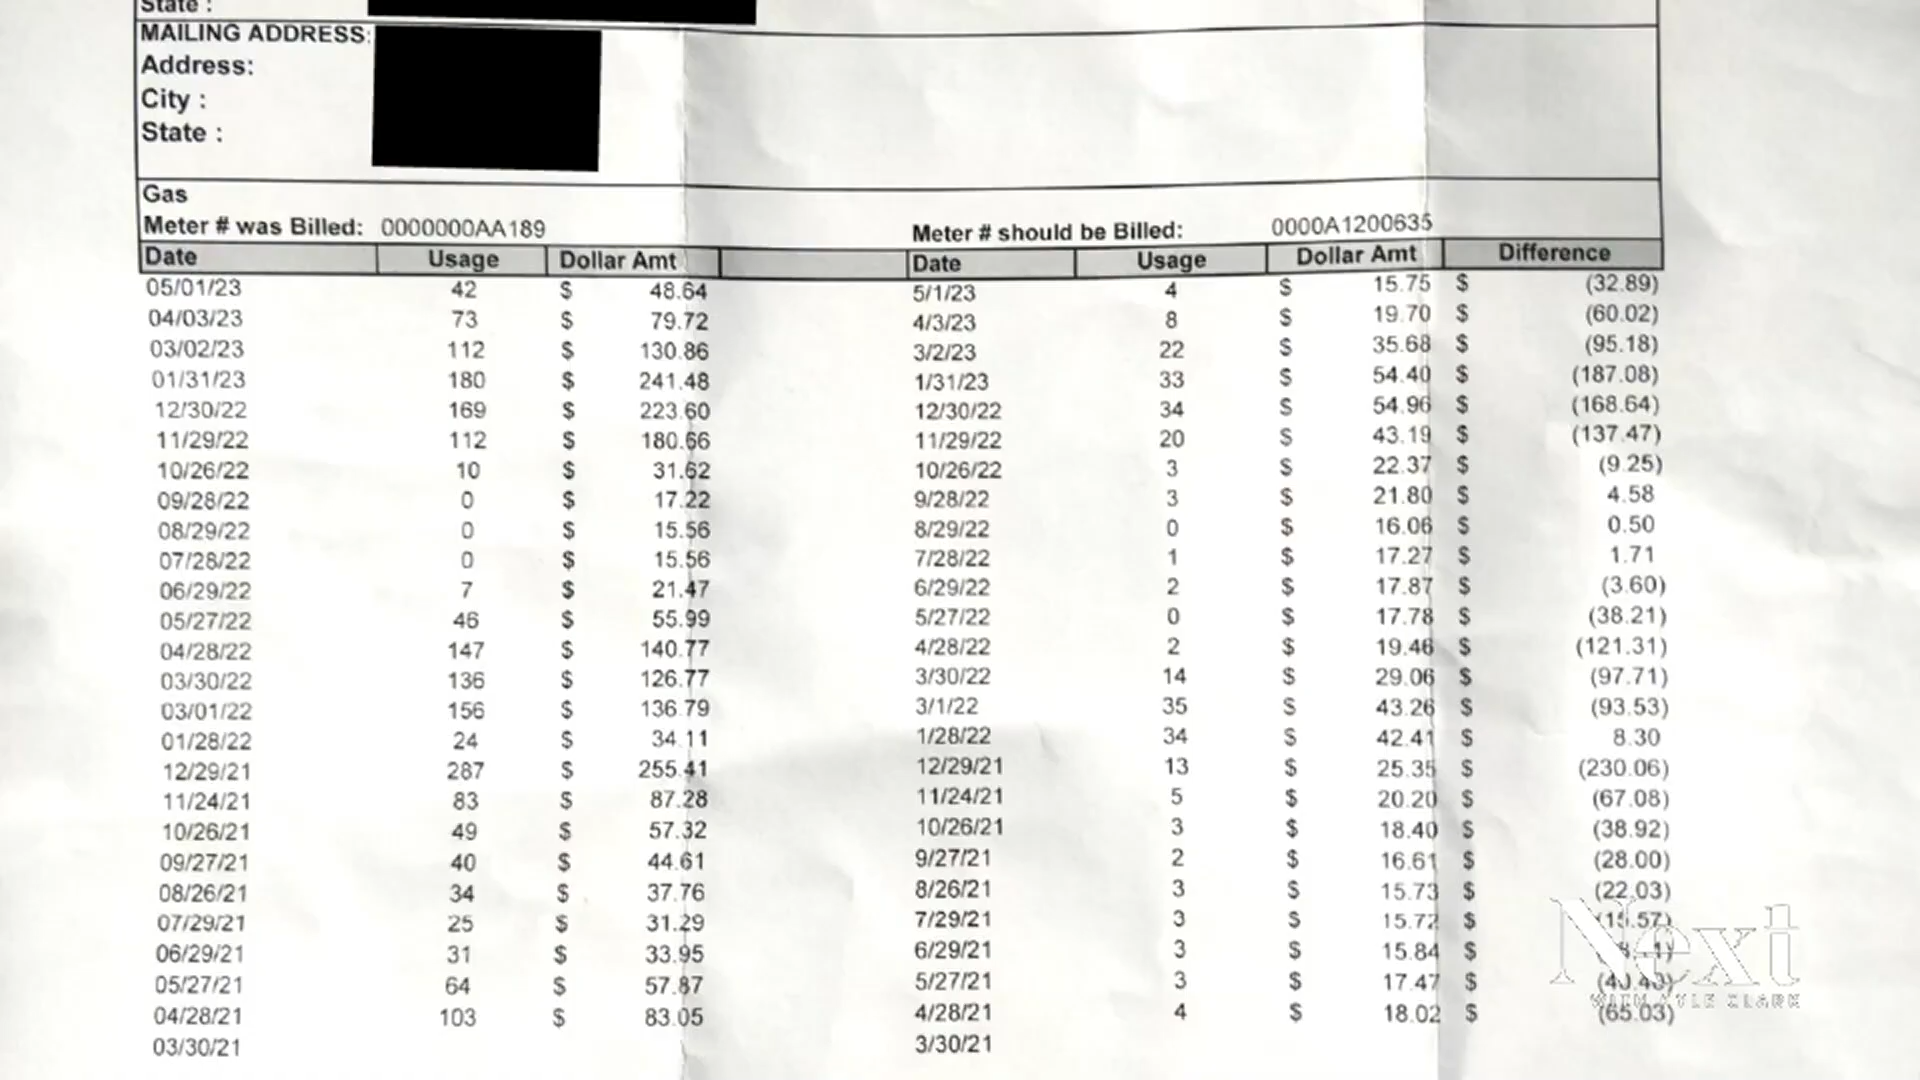 State :
MAILING ADDRESS:
Address:
City :
State :
Gas
Meter # was Billed: 0000000AA189 Meter # should be Billed: 0000A1200635
Date Usage Dollar Amt Date Usage Dollar Amt Difference
05/01/23 42 $ 48.64 5/1/23 4 $ 15.75 $ (32.89)
04/03/23 73 $ 79.72 4/3/23 8 $ 19.70 $ (60.02)
03/02/23 112 $ 130.86 3/2/23 22 $ 35.68 $ (95.18)
01/31/23 180 $ 241.48 1/31/23 33 $ 54.40 $ (187.08)
12/30/22 169 $ 223.60 12/30/22 34 $ 54.96 $ (168.64)
11/29/22 112 $ 180.66 11/29/22 20 $ 43.19 $ (137.47)
10/26/22 10 $ 31.62 10/26/22 3 $ 22.37 $ (9.25)
09/28/22 0 $ 17.22 9/28/22 3 $ 21.80 $ 4.58
08/29/22 0 $ 15.56 8/29/22 0 $ 16.06 $ 0.50
07/28/22 0 $ 15.56 7/28/22 1 $ 17.27 $ 1.71
06/29/22 7 $ 21.47 6/29/22 2 $ 17.87 $ (3.60)
05/27/22 46 $ 55.99 5/27/22 0 $ 17.78 $ (38.21)
04/28/22 147 $ 140.77 4/28/22 2 $ 19.46 $ (121.31)
03/30/22 136 $ 126.77 3/30/22 14 $ 29.06 $ (97.71)
03/01/22 156 $ 136.79 3/1/22 35 $ 43.26 $ (93.53)
01/28/22 24 $ 34.11 1/28/22 34 $ 42.41 $ 8.30
12/29/21 287 $ 255.41 12/29/21 13 $ 25.35 $ (230.06)
11/24/21 83 $ 87.28 11/24/21 5 $ 20.20 $ (67.08)
10/26/21 49 $ 57.32 10/26/21 3 $ 18.40 $ (38.92)
09/27/21 40 $ 44.61 9/27/21 2 $ 16.61 $ (28.00)
08/26/21 34 $ 37.76 8/26/21 3 $ 15.73 $ (22.03)
07/29/21 25 $ 31.29 7/29/21 3 $ 15.72 $ (15.57)
06/29/21 31 $ 33.95 6/29/21 3 $ 15.84 $
05/27/21 64 $ 57.87 5/27/21 3 $ 17.47 $ (40.40)
04/28/21 103 $ 83.05 4/28/21 4 $ 18.02 $ (65.03)
03/30/21 3/30/21
Next
WITH KYLE CLARK